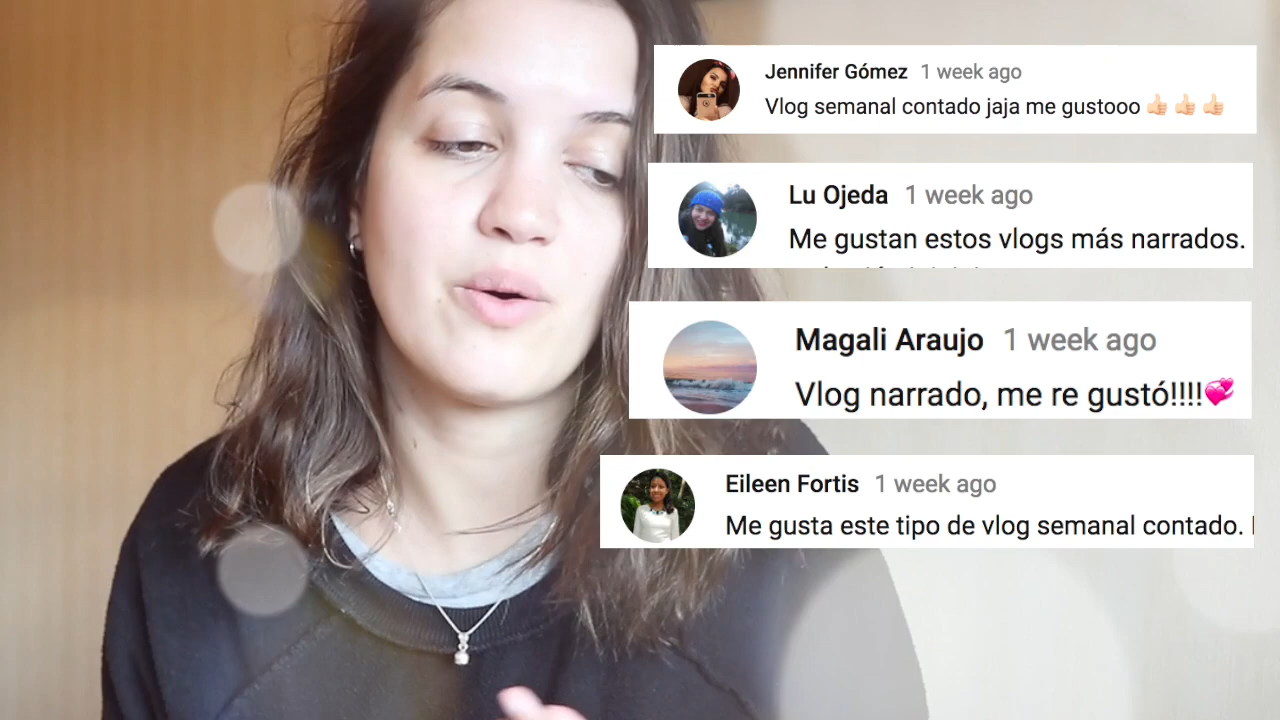 Jennifer Gómez 1 week ago
Vlog semanal contado jaja me gustooo 👍🏻 👍🏻 👍🏻
Lu Ojeda 1 week ago
Me gustan estos vlogs más narrados.
Magali Araujo 1 week ago
Vlog narrado, me re gustó!!!!💞
Eileen Fortis 1 week ago
Me gusta este tipo de vlog semanal contado.